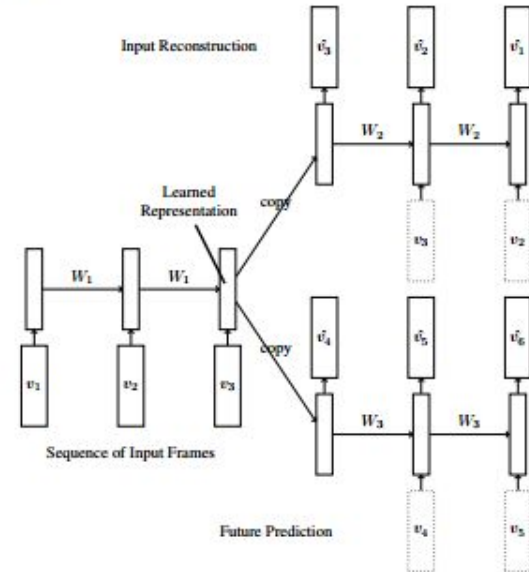 Input Reconstruction
v̂₃ v̂₂ v̂₁
W₂ W₂
Learned
Representation
copy
v₃ v₂
W₁ W₁
v₁ v₂ v₃
Sequence of Input Frames
copy
v̂₄ v̂₅ v̂₆
W₃ W₃
v₄ v₅
Future Prediction